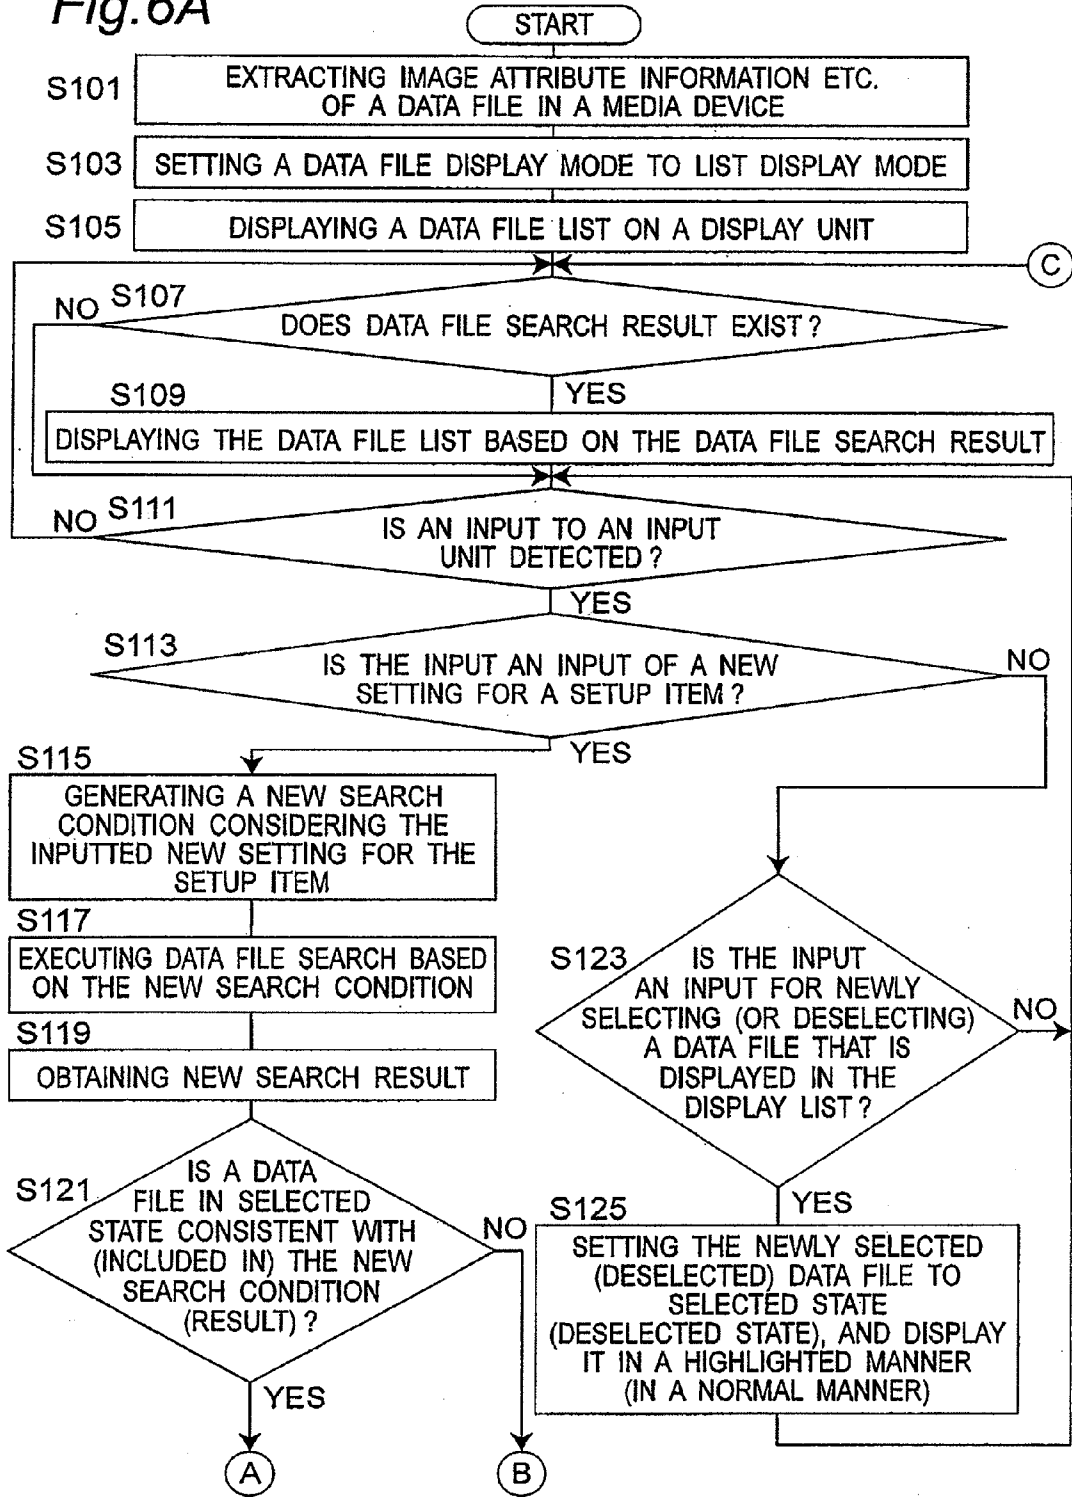 Fig. 6A
START
S101
EXTRACTING IMAGE ATTRIBUTE INFORMATION ETC.
OF A DATA FILE IN A MEDIA DEVICE
S103
SETTING A DATA FILE DISPLAY MODE TO LIST DISPLAY MODE
S105
DISPLAYING A DATA FILE LIST ON A DISPLAY UNIT
C
NO
S107
DOES DATA FILE SEARCH RESULT EXIST?
YES
S109
DISPLAYING THE DATA FILE LIST BASED ON THE DATA FILE SEARCH RESULT
NO
S111
IS AN INPUT TO AN INPUT
UNIT DETECTED?
YES
S113
IS THE INPUT AN INPUT OF A NEW
SETTING FOR A SETUP ITEM?
NO
YES
S115
GENERATING A NEW SEARCH
CONDITION CONSIDERING THE
INPUTTED NEW SETTING FOR THE
SETUP ITEM
S117
EXECUTING DATA FILE SEARCH BASED
ON THE NEW SEARCH CONDITION
S119
OBTAINING NEW SEARCH RESULT
S121
IS A DATA
FILE IN SELECTED
STATE CONSISTENT WITH
(INCLUDED IN) THE NEW
SEARCH CONDITION
(RESULT)?
NO
YES
A
B
S123
IS THE INPUT
AN INPUT FOR NEWLY
SELECTING (OR DESELECTING)
A DATA FILE THAT IS
DISPLAYED IN THE
DISPLAY LIST?
NO
YES
S125
SETTING THE NEWLY SELECTED
(DESELECTED) DATA FILE TO
SELECTED STATE
(DESELECTED STATE), AND DISPLAY
IT IN A HIGHLIGHTED MANNER
(IN A NORMAL MANNER)